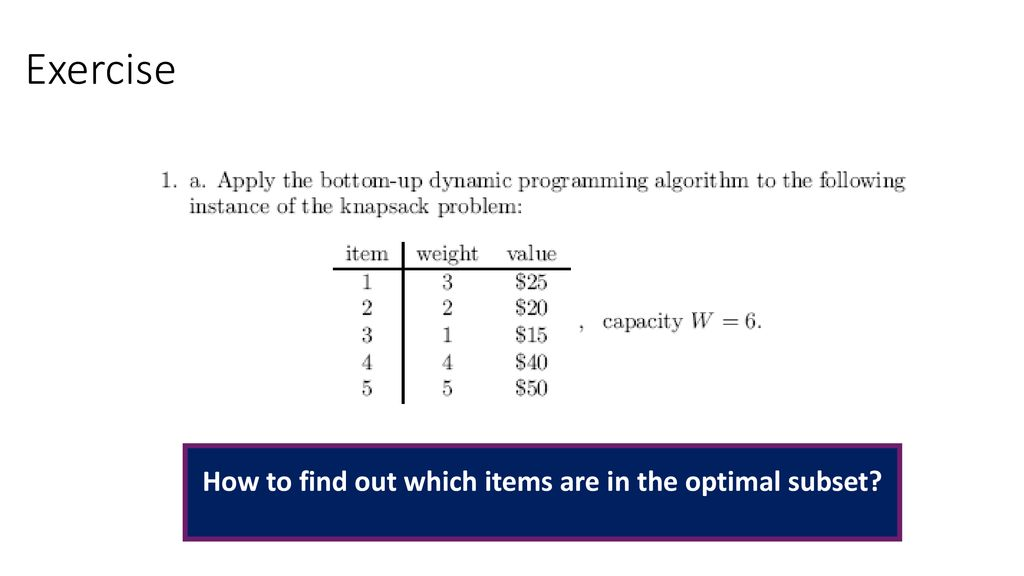 Exercise
1. a. Apply the bottom-up dynamic programming algorithm to the following
instance of the knapsack problem:
item weight value
1 3 $25
2 2 $20
3 1 $15
, capacity W = 6.
4 4 $40
5 5 $50
How to find out which items are in the optimal subset?